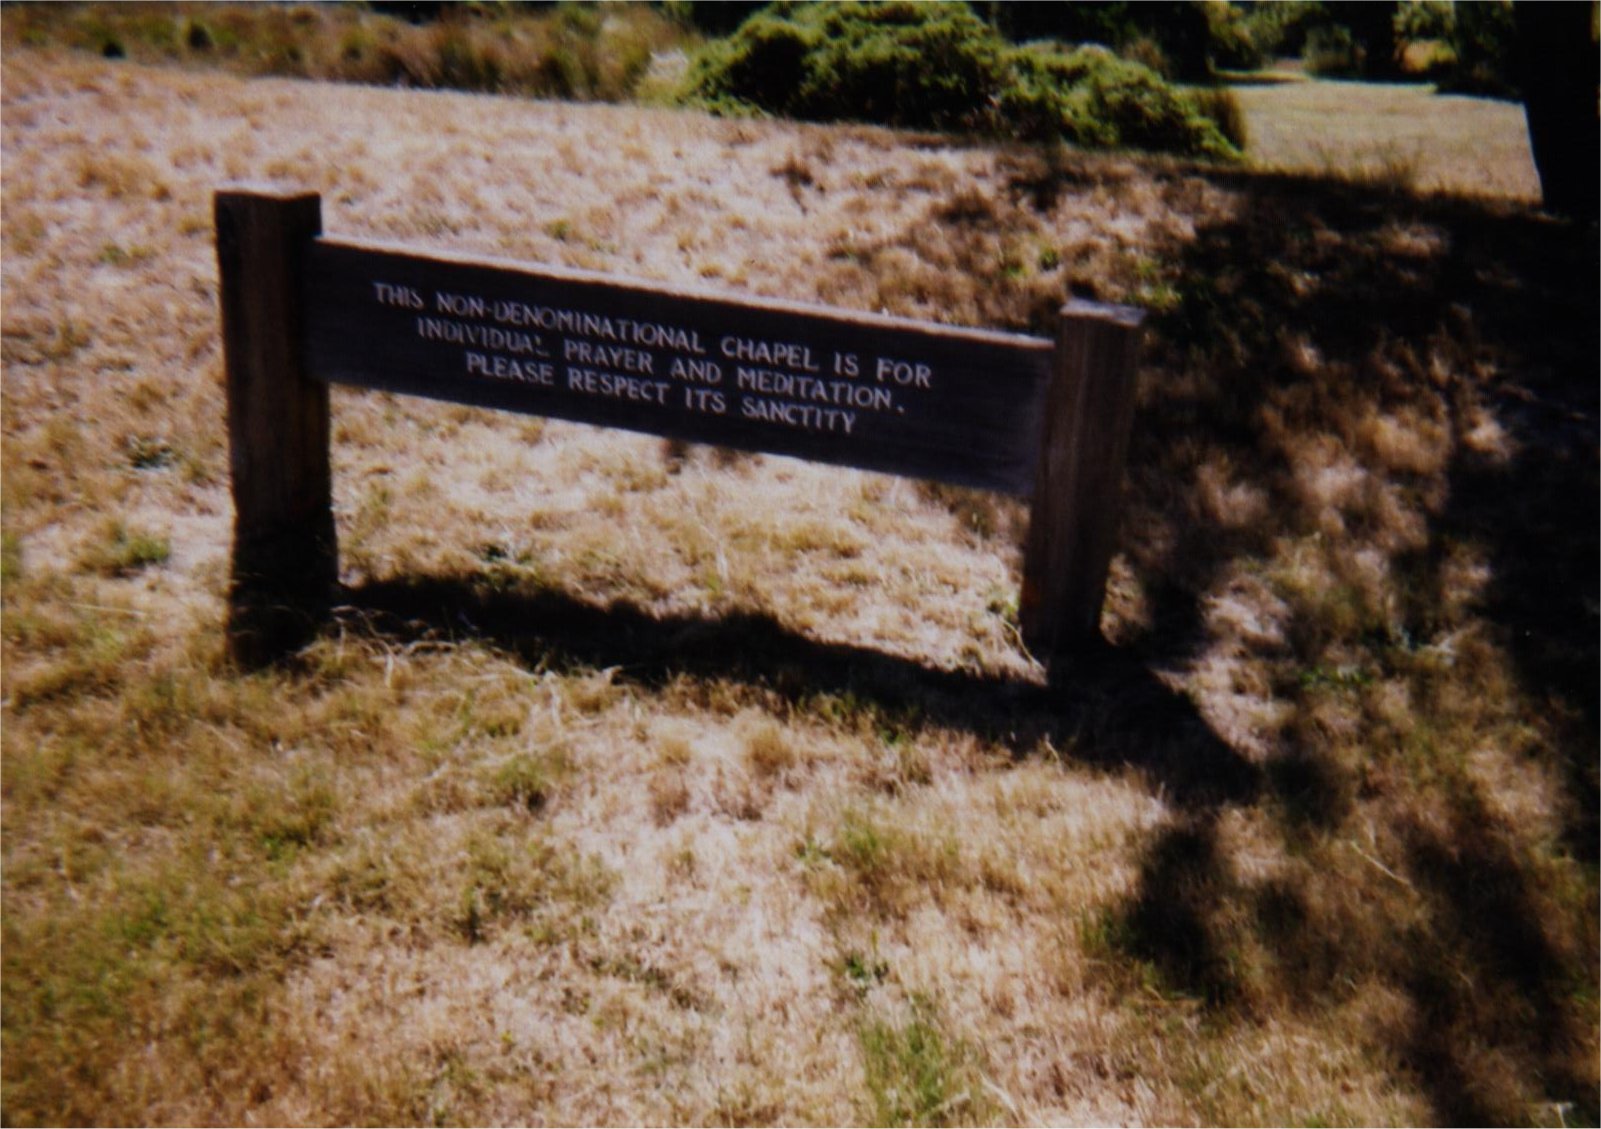 THIS NON-DENOMINATIONAL CHAPEL IS FOR
INDIVIDUAL PRAYER AND MEDITATION.
PLEASE RESPECT ITS SANCTITY